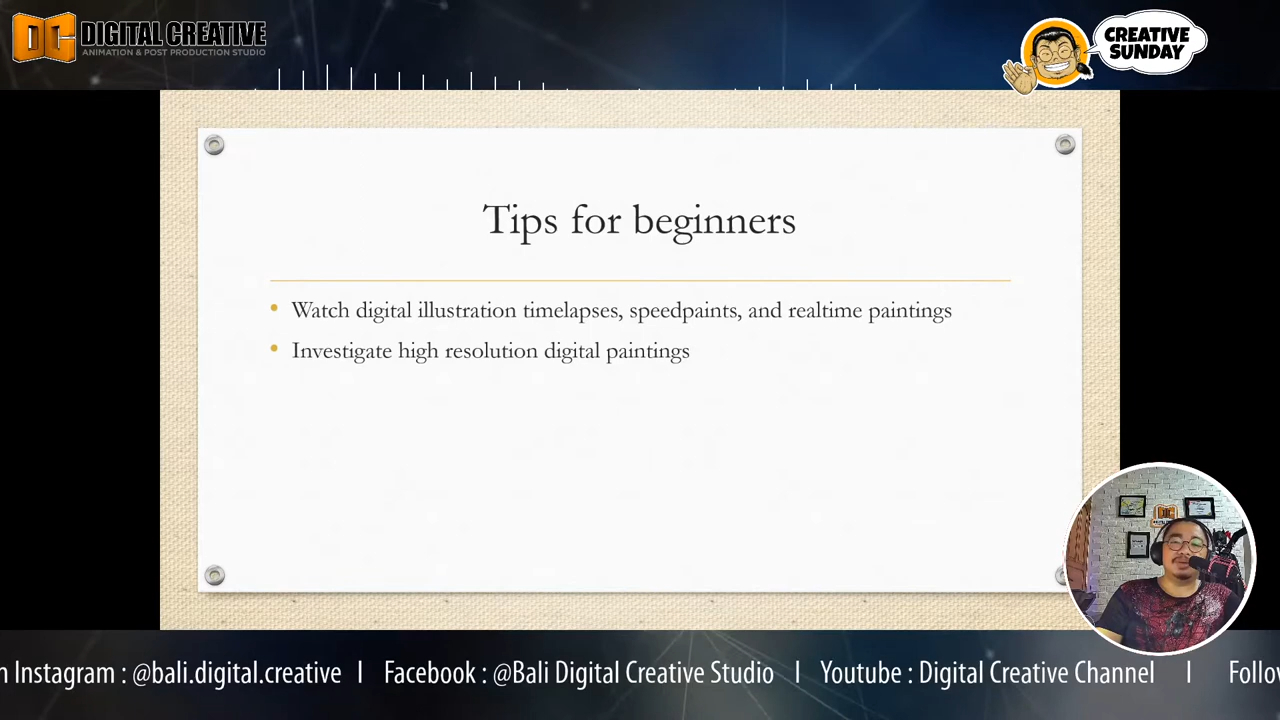 DC DIGITAL CREATIVE
ANIMATION & POST PRODUCTION STUDIO
CREATIVE
SUNDAY
Tips for beginners
• Watch digital illustration timelapses, speedpaints, and realtime paintings
• Investigate high resolution digital paintings
n Instagram : @bali.digital.creative I Facebook : @Bali Digital Creative Studio I Youtube : Digital Creative Channel I Follo